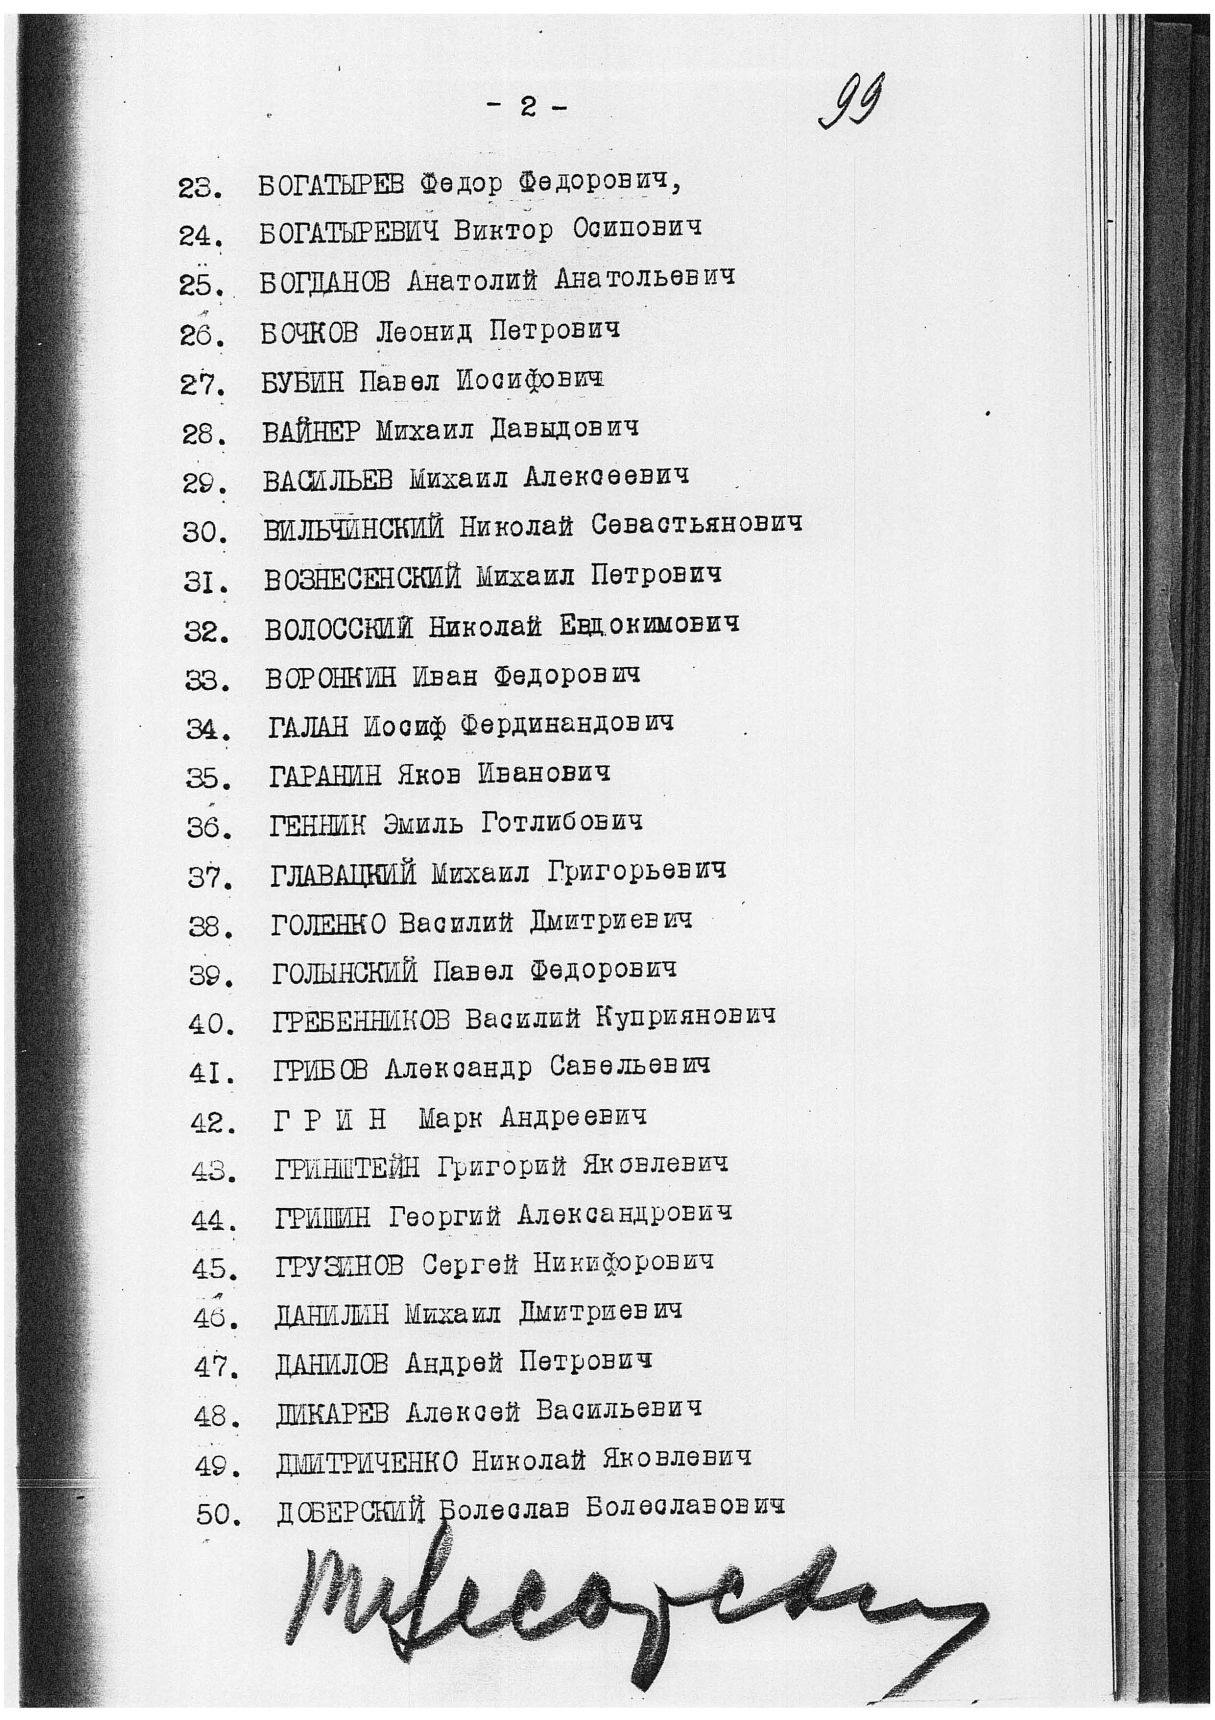 - 2 -
99
23. БОГАТЫРЕВ Федор Федорович,
24. БОГАТЫРЕВИЧ Виктор Осипович
25. БОГДАНОВ Анатолий Анатольевич
26. БОЧКОВ Леонид Петрович
27. БУБИН Павел Иосифович
28. ВАЙНЕР Михаил Давыдович
29. ВАСИЛЬЕВ Михаил Алексеевич
30. ВИЛЬЧИНСКИЙ Николай Севастьянович
31. ВОЗНЕСЕНСКИЙ Михаил Петрович
32. ВОЛОССКИЙ Николай Евдокимович
33. ВОРОНКИН Иван Федорович
34. ГАЛАН Иосиф Фердинандович
35. ГАРАНИН Яков Иванович
36. ГЕННИК Эмиль Готлибович
37. ГЛАВАЦКИЙ Михаил Григорьевич
38. ГОЛЕНКО Василий Дмитриевич
39. ГОЛЫНСКИЙ Павел Федорович
40. ГРЕБЕННИКОВ Василий Куприянович
41. ГРИБОВ Александр Савельевич
42. Г Р И Н Марк Андреевич
43. ГРИНШТЕЙН Григорий Яковлевич
44. ГРИШИН Георгий Александрович
45. ГРУЗИНОВ Сергей Никифорович
46. ДАНИЛИН Михаил Дмитриевич
47. ДАНИЛОВ Андрей Петрович
48. ДИКАРЕВ Алексей Васильевич
49. ДМИТРИЧЕНКО Николай Яковлевич
50. ДОБЕРСКИЙ Болеслав Болеславович